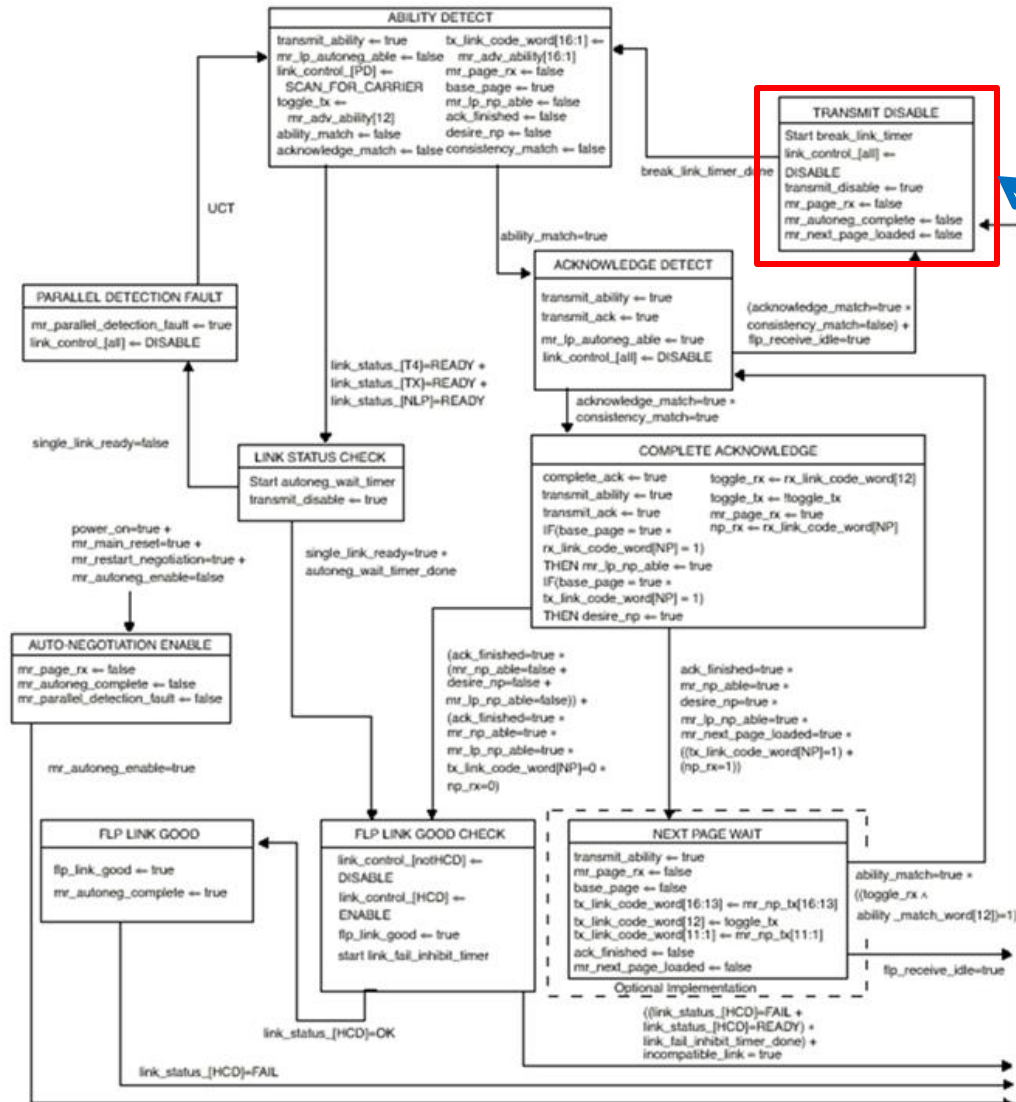 ABILITY DETECT
transmit_ability ⇐ true
mr_lp_autoneg_able ⇐ false
link_control_[PD] ⇐
SCAN_FOR_CARRIER
toggle_tx ⇐
mr_adv_ability[12]
ability_match ⇐ false
acknowledge_match ⇐ false
tx_link_code_word[16:1] ⇐
mr_adv_ability[16:1]
mr_page_rx ⇐ false
base_page ⇐ true
mr_lp_np_able ⇐ false
ack_finished ⇐ false
desire_np ⇐ false
consistency_match ⇐ false
TRANSMIT DISABLE
Start break_link_timer
link_control_[all] ⇐
DISABLE
transmit_disable ⇐ true
mr_page_rx ⇐ false
mr_autoneg_complete ⇐ false
mr_next_page_loaded ⇐ false
break_link_timer_done
UCT
ability_match=true
ACKNOWLEDGE DETECT
transmit_ability ⇐ true
transmit_ack ⇐ true
mr_lp_autoneg_able ⇐ true
link_control_[all] ⇐ DISABLE
(acknowledge_match=true *
consistency_match=false) +
flp_receive_idle=true
PARALLEL DETECTION FAULT
mr_parallel_detection_fault ⇐ true
link_control_[all] ⇐ DISABLE
link_status_[T4]=READY +
link_status_[TX]=READY +
link_status_[NLP]=READY
acknowledge_match=true *
consistency_match=true
single_link_ready=false
LINK STATUS CHECK
Start autoneg_wait_timer
transmit_disable ⇐ true
COMPLETE ACKNOWLEDGE
complete_ack ⇐ true
transmit_ability ⇐ true
transmit_ack ⇐ true
IF(base_page = true *
rx_link_code_word[NP] = 1)
THEN mr_lp_np_able ⇐ true
IF(base_page = true *
tx_link_code_word[NP] = 1)
THEN desire_np ⇐ true
toggle_rx ⇐ rx_link_code_word[12]
toggle_tx ⇐ !toggle_tx
mr_page_rx ⇐ true
np_rx ⇐ rx_link_code_word[NP]
power_on=true +
mr_main_reset=true +
mr_restart_negotiation=true +
mr_autoneg_enable=false
single_link_ready=true *
autoneg_wait_timer_done
AUTO-NEGOTIATION ENABLE
mr_page_rx ⇐ false
mr_autoneg_complete ⇐ false
mr_parallel_detection_fault ⇐ false
(ack_finished=true *
(mr_np_able=false +
desire_np=false +
mr_lp_np_able=false)) +
(ack_finished=true *
mr_np_able=true *
mr_lp_np_able=true *
tx_link_code_word[NP]=0 *
np_rx=0)
ack_finished=true *
mr_np_able=true *
desire_np=true *
mr_lp_np_able=true *
mr_next_page_loaded=true *
((tx_link_code_word[NP]=1) +
(np_rx=1))
mr_autoneg_enable=true
FLP LINK GOOD
flp_link_good ⇐ true
mr_autoneg_complete ⇐ true
FLP LINK GOOD CHECK
link_control_[notHCD] ⇐
DISABLE
link_control_[HCD] ⇐
ENABLE
flp_link_good ⇐ true
start link_fail_inhibit_timer
NEXT PAGE WAIT
transmit_ability ⇐ true
mr_page_rx ⇐ false
base_page ⇐ false
tx_link_code_word[16:13] ⇐ mr_np_tx[16:13]
tx_link_code_word[12] ⇐ toggle_tx
tx_link_code_word[11:1] ⇐ mr_np_tx[11:1]
ack_finished ⇐ false
mr_next_page_loaded ⇐ false
Optional Implementation
ability_match=true *
((toggle_rx ∧
ability _match_word[12])=1)
flp_receive_idle=true
link_status_[HCD]=OK
((link_status_[HCD]=FAIL +
link_status_[HCD]=READY) *
link_fail_inhibit_timer_done) +
incompatible_link = true
link_status_[HCD]=FAIL